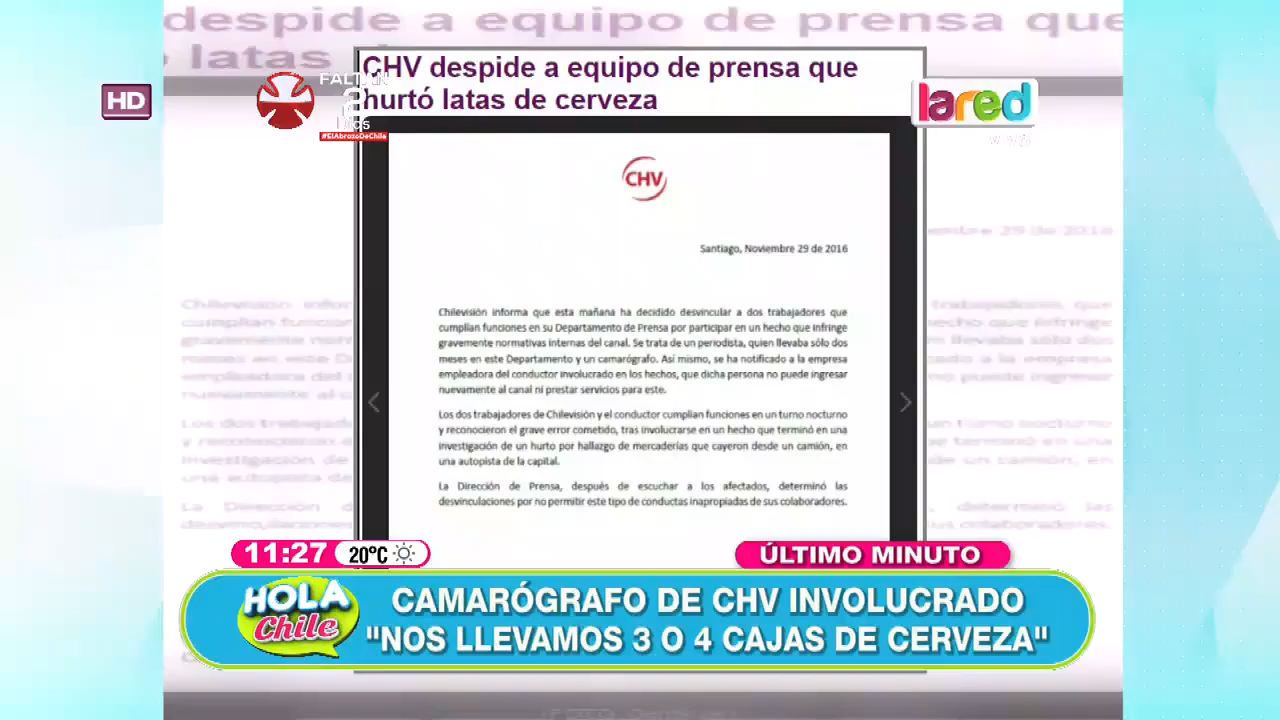 despide a equipo de prensa que
latas
HD
FALTAN
2
Días
#ElAbrazoDeChile
CHV despide a equipo de prensa que
hurtó latas de cerveza
lared
CHV
Santiago, Noviembre 29 de 2016
Chilevisión informa que esta mañana ha decidido desvincular a dos trabajadores que
cumplían funciones en su Departamento de Prensa por participar en un hecho que infringe
gravemente normativas internas del canal. Se trata de un periodista, quien llevaba sólo dos
meses en este Departamento y un camarógrafo. Así mismo, se ha notificado a la empresa
empleadora del conductor involucrado en los hechos, que dicha persona no puede ingresar
nuevamente al canal ni prestar servicios para este.
Los dos trabajadores de Chilevisión y el conductor cumplían funciones en un turno nocturno
y reconocieron el grave error cometido, tras involucrarse en un hecho que terminó en una
investigación de un hurto por hallazgo de mercaderías que cayeron desde un camión, en
una autopista de la capital.
La Dirección de Prensa, después de escuchar a los afectados, determinó las
desvinculaciones por no permitir este tipo de conductas inapropiadas de sus colaboradores.
11:27 20°C
ÚLTIMO MINUTO
HOLA
Chile
CAMARÓGRAFO DE CHV INVOLUCRADO
"NOS LLEVAMOS 3 O 4 CAJAS DE CERVEZA"